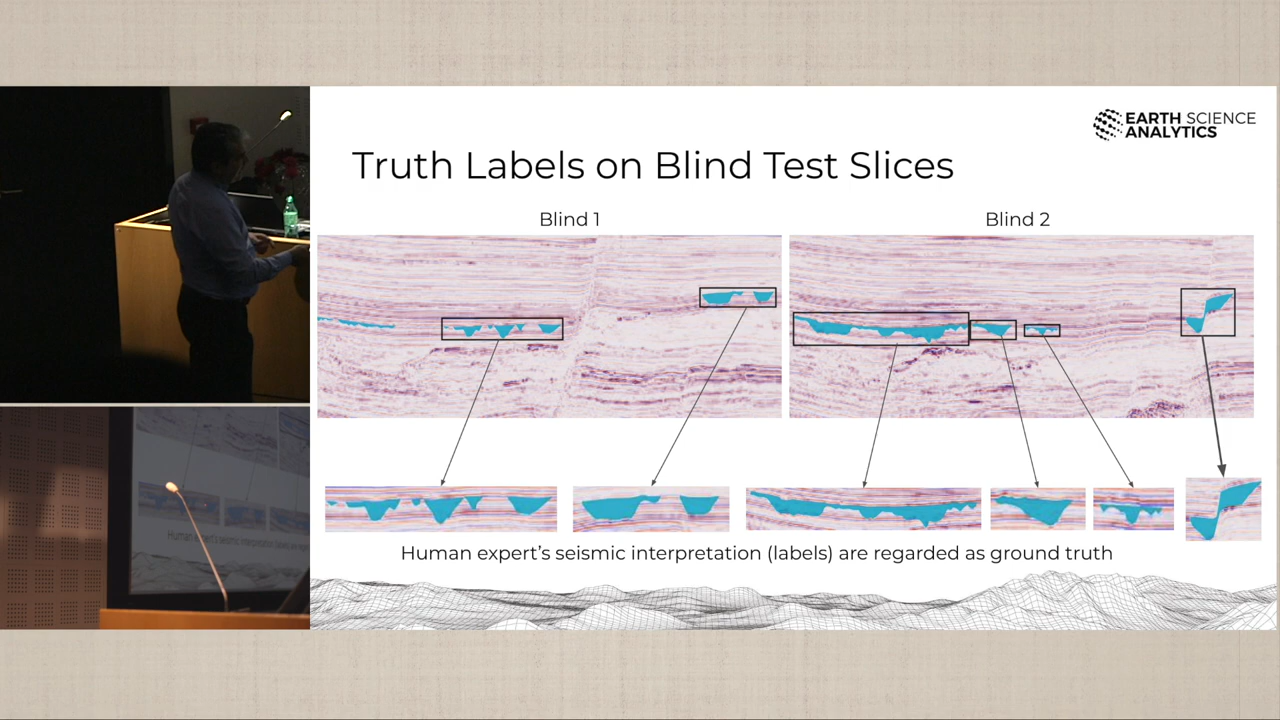 EARTH SCIENCE
ANALYTICS
Truth Labels on Blind Test Slices
Blind 1
Blind 2
Human expert's seismic interpretation (labels) are regarded as ground truth